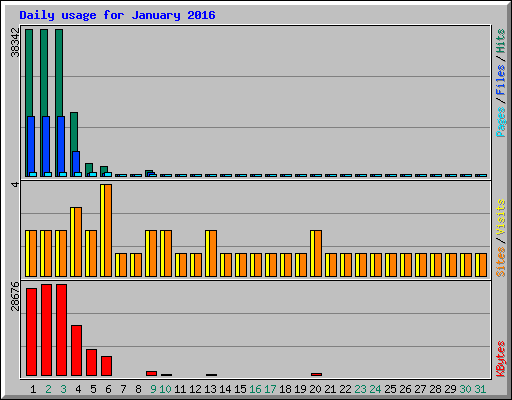 Daily usage for January 2016
38342
Pages / Files / Hits
4
Sites / Visits
28676
KBytes
1 2 3 4 5 6 7 8 9 10 11 12 13 14 15 16 17 18 19 20 21 22 23 24 25 26 27 28 29 30 31